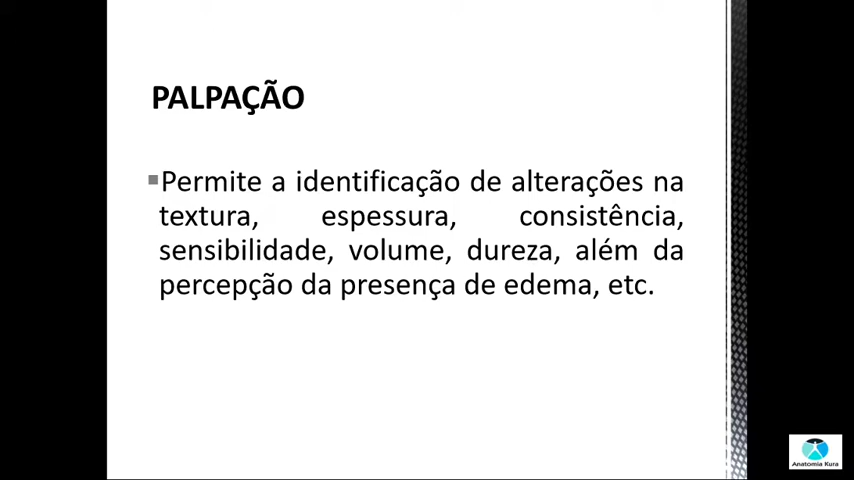 PALPAÇÃO
▪Permite a identificação de alterações na
textura, espessura, consistência,
sensibilidade, volume, dureza, além da
percepção da presença de edema, etc.
Anatomia Kura